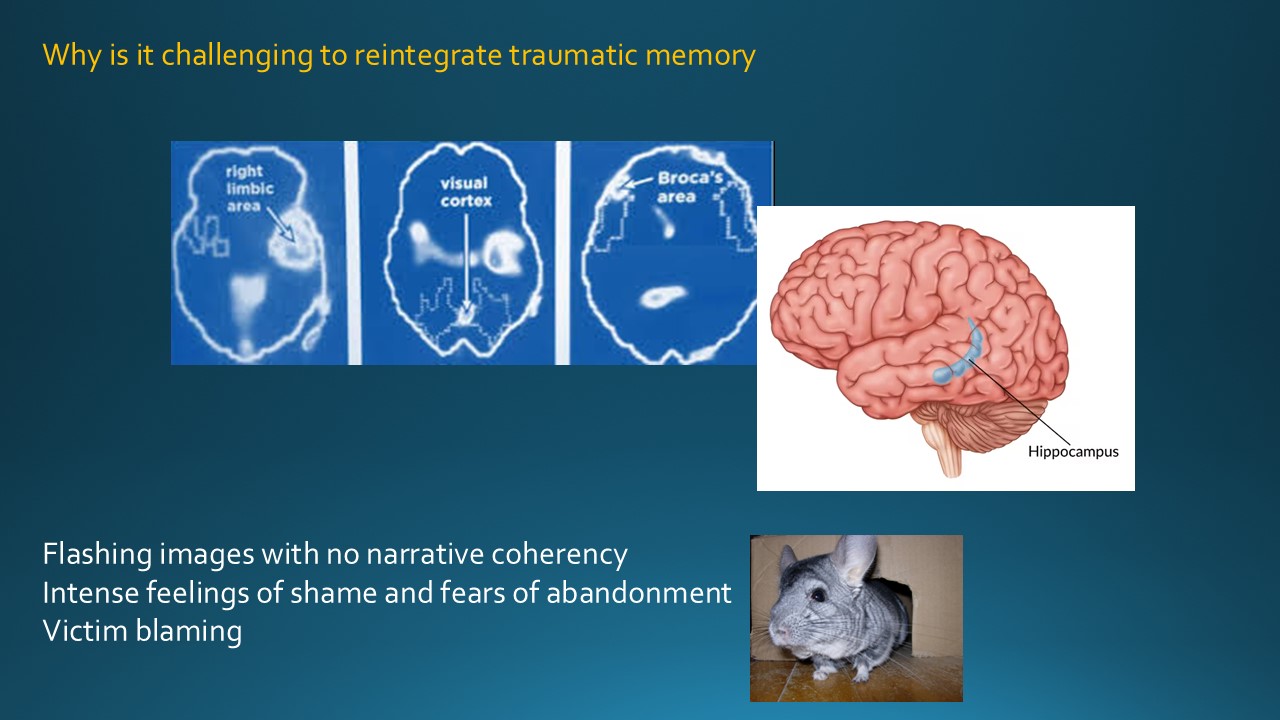 Why is it challenging to reintegrate traumatic memory
right
limbic
area
visual
cortex
Broca's
area
Hippocampus
Flashing images with no narrative coherency
Intense feelings of shame and fears of abandonment
Victim blaming